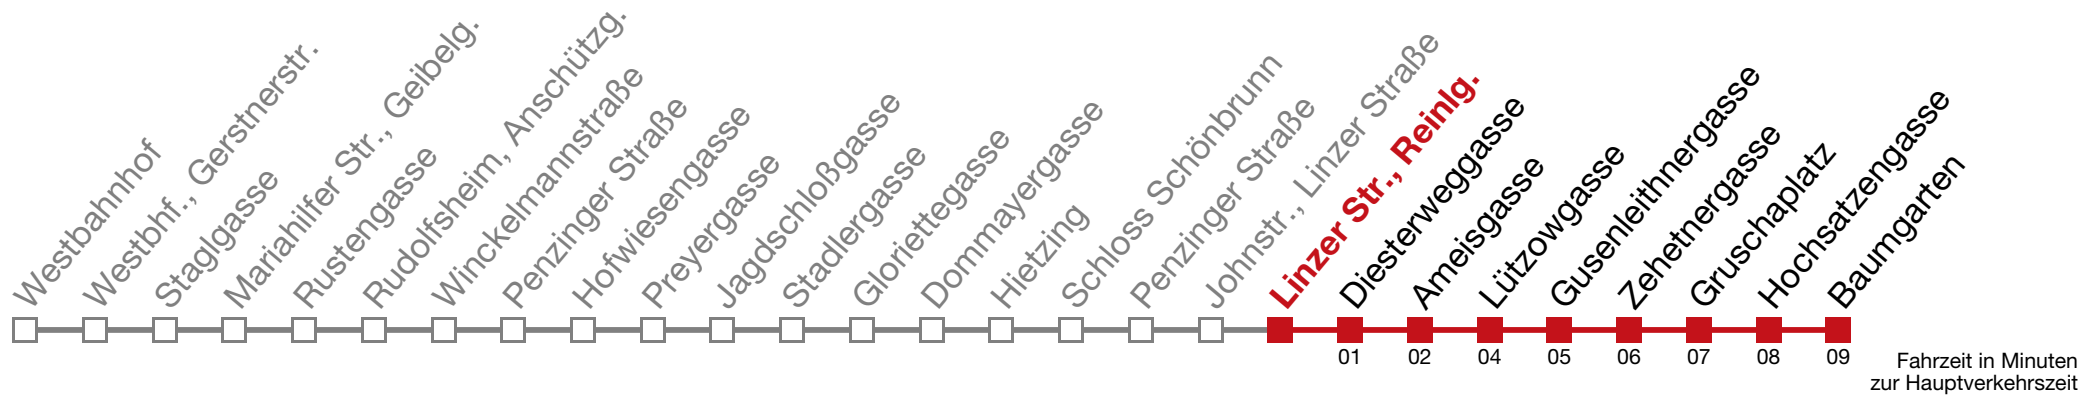 Westbahnhof
Westbhf., Gerstnerstr.
Staglgasse
Mariahilfer Str., Geibelg.
Rustengasse
Rudolfsheim, Anschützg.
Winckelmannstraße
Penzinger Straße
Hofwiesengasse
Preyergasse
Jagdschloßgasse
Stadlergasse
Gloriettegasse
Dommayergasse
Hietzing
Schloss Schönbrunn
Penzinger Straße
Johnstr., Linzer Straße
Linzer Str., Reinlg.
Diesterweggasse
Ameisgasse
Lützowgasse
Gusenleithnergasse
Zehetnergasse
Gruschaplatz
Hochsatzengasse
Baumgarten
01 02 04 05 06 07 08 09
Fahrzeit in Minuten
zur Hauptverkehrszeit